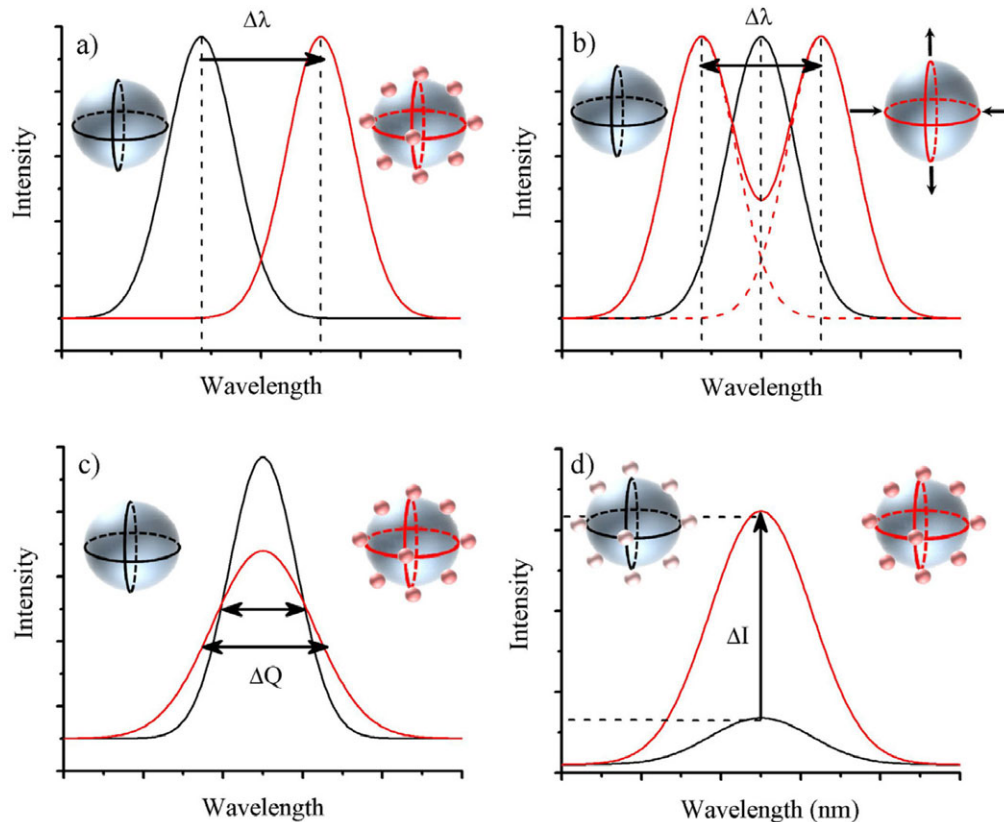 a)
Δλ
Intensity
Wavelength
b)
Δλ
Intensity
Wavelength
c)
ΔQ
Intensity
Wavelength
d)
ΔI
Intensity
Wavelength (nm)